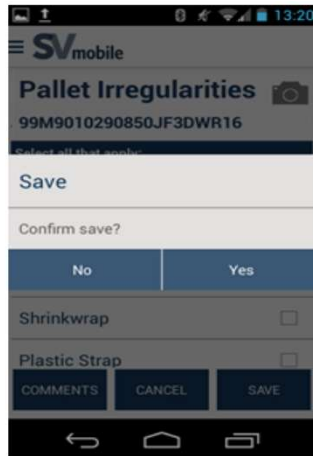 13:20
SVmobile
Pallet Irregularities
99M9010290850JF3DWR16
Select all that apply:
Save
Confirm save?
No Yes
Shrinkwrap
Plastic Strap
COMMENTS CANCEL SAVE